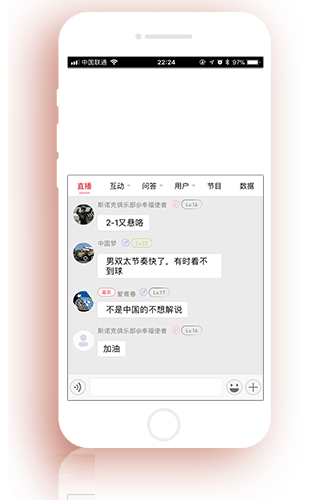 中国联通 22:24 97%
直播 互动 问答 用户 节目 数据
斯诺克俱乐部@幸福使者 Lv.16
2-1又悬咯
中国梦 Lv.27
男双太节奏快了，有时看不
到球
爱青春 Lv.17
不是中国的不想解说
斯诺克俱乐部@幸福使者 Lv.16
加油